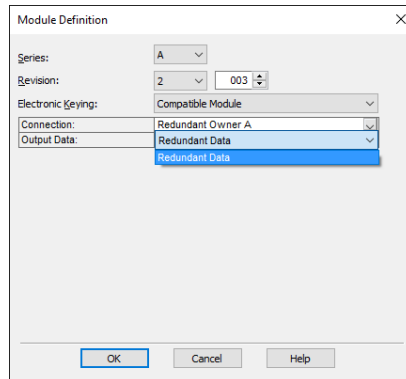 Module Definition
Series: A
Revision: 2 003
Electronic Keying: Compatible Module
Connection: Redundant Owner A
Output Data: Redundant Data
Redundant Data
OK Cancel Help